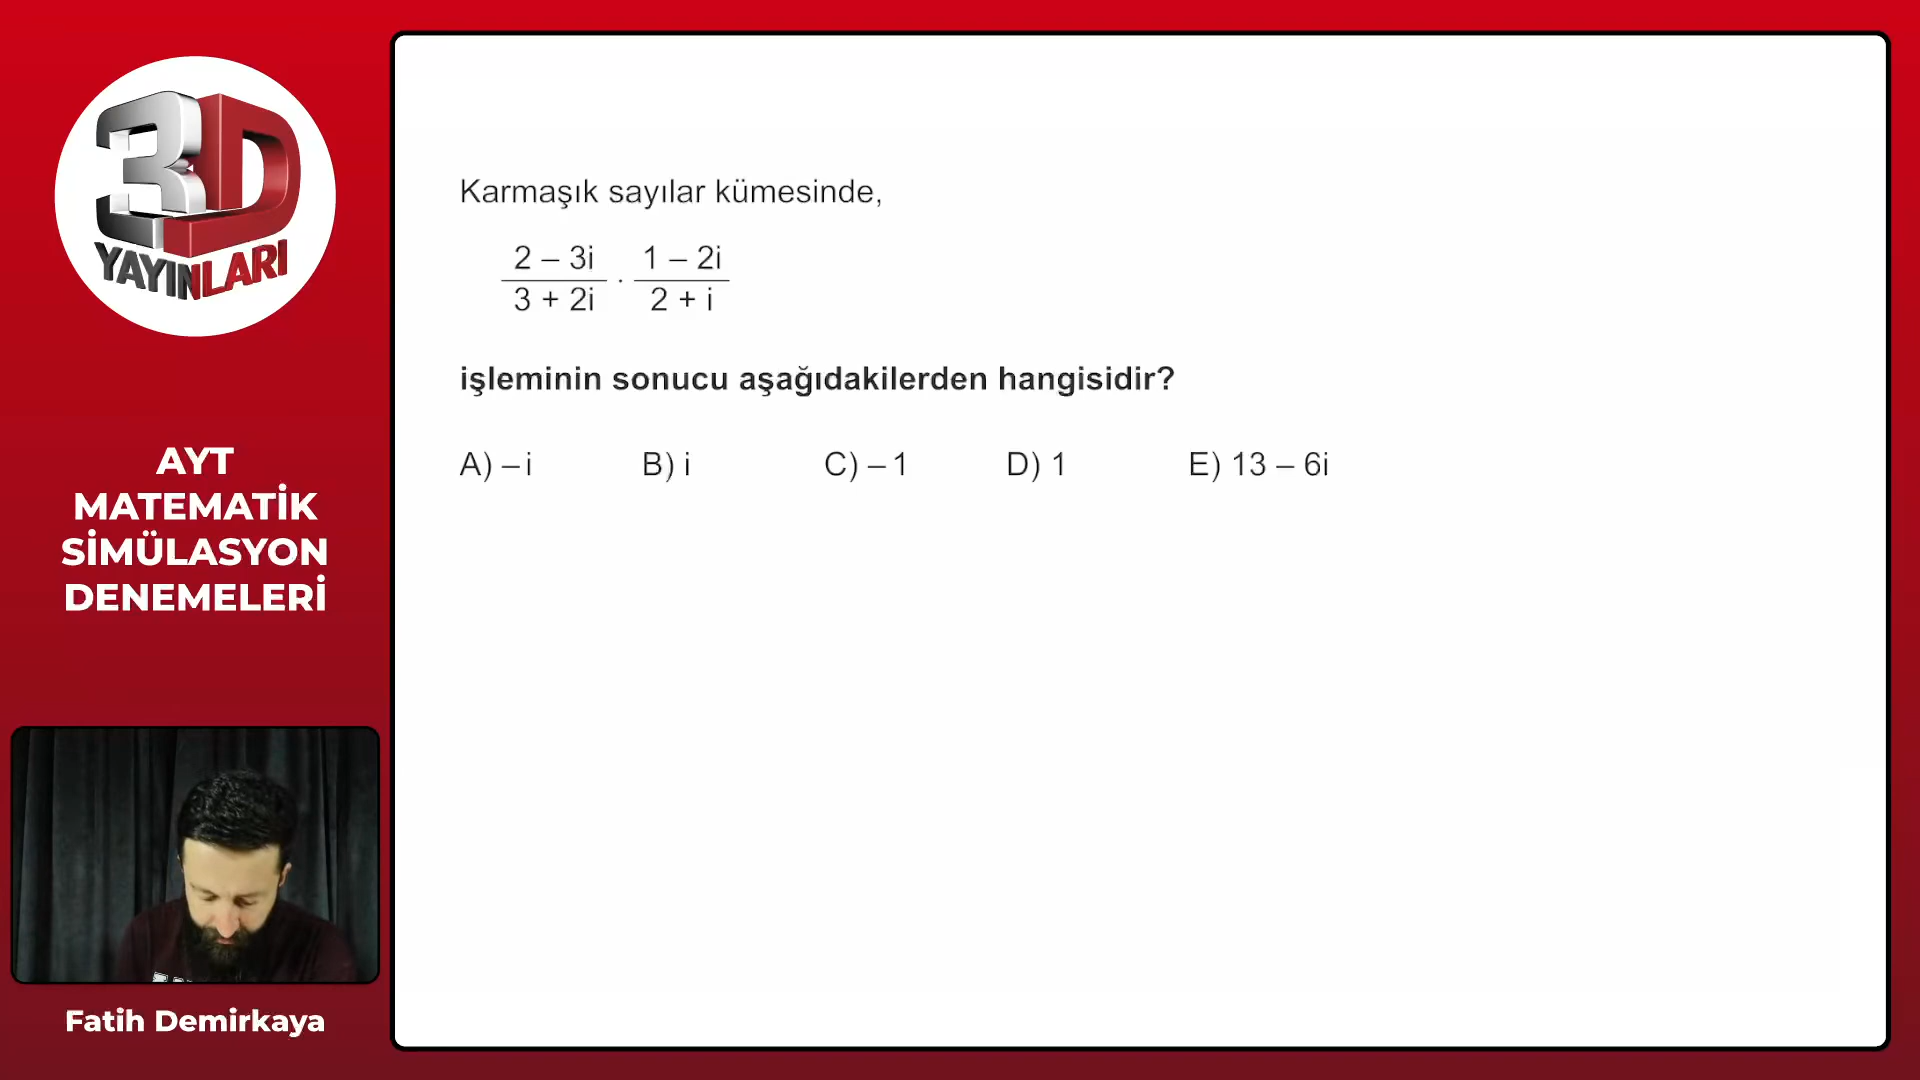 3D
YAYINLARI
AYT
MATEMATİK
SİMÜLASYON
DENEMELERİ
Fatih Demirkaya
Karmaşık sayılar kümesinde,
2 – 3i / 3 + 2i · 1 – 2i / 2 + i
işleminin sonucu aşağıdakilerden hangisidir?
A) – i B) i C) – 1 D) 1 E) 13 – 6i